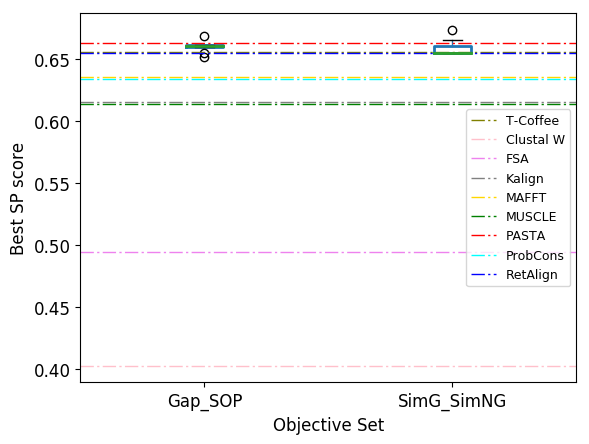 Best SP score
0.65
0.60
0.55
0.50
0.45
0.40
T-Coffee
Clustal W
FSA
Kalign
MAFFT
MUSCLE
PASTA
ProbCons
RetAlign
Gap_SOP
SimG_SimNG
Objective Set